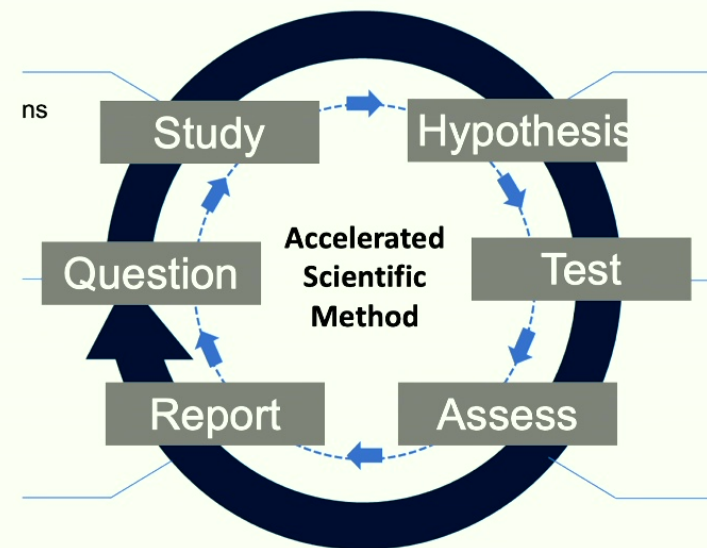 ns
Study
Hypothesis
Accelerated
Scientific
Method
Question
Test
Report
Assess